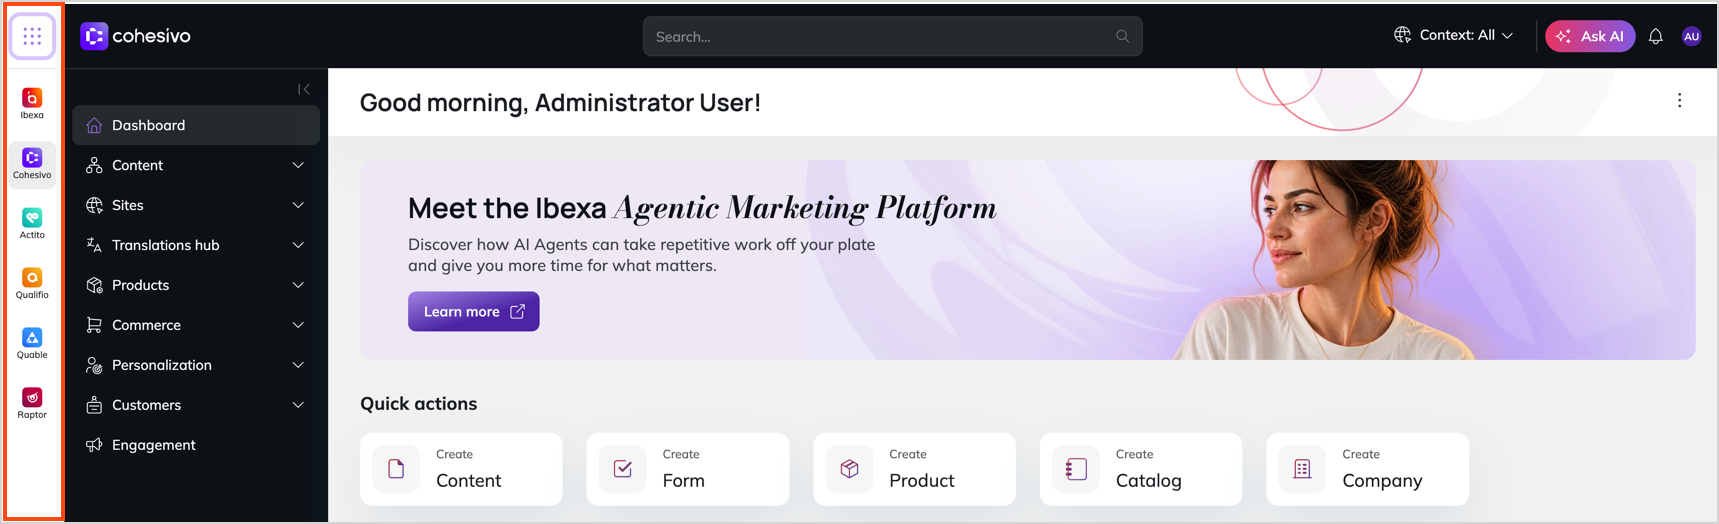 cohesivo
Search...
Context: All
Ask AI
AU
Ibexa
Cohesivo
Actito
Qualifio
Quable
Raptor
Dashboard
Content
Sites
Translations hub
Products
Commerce
Personalization
Customers
Engagement
Good morning, Administrator User!
Meet the Ibexa Agentic Marketing Platform
Discover how AI Agents can take repetitive work off your plate
and give you more time for what matters.
Learn more
Quick actions
Create
Content
Create
Form
Create
Product
Create
Catalog
Create
Company